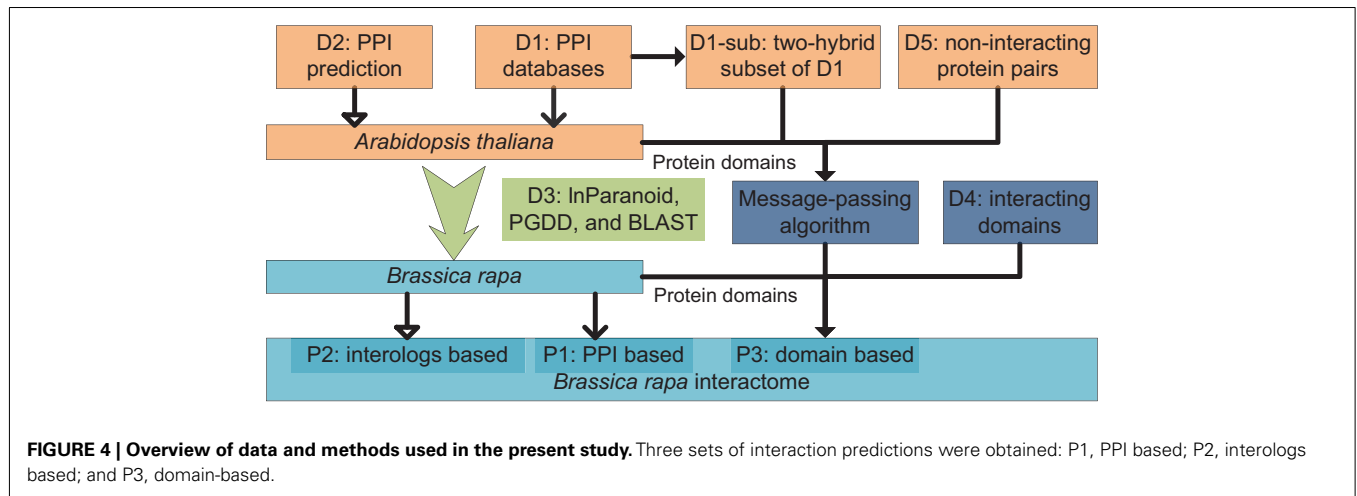 D2: PPI
prediction
D1: PPI
databases
D1-sub: two-hybrid
subset of D1
D5: non-interacting
protein pairs
Arabidopsis thaliana
Protein domains
D3: InParanoid,
PGDD, and BLAST
Message-passing
algorithm
D4: interacting
domains
Brassica rapa
Protein domains
P2: interologs based
P1: PPI based
P3: domain based
Brassica rapa interactome
FIGURE 4 | Overview of data and methods used in the present study. Three sets of interaction predictions were obtained: P1, PPI based; P2, interologs
based; and P3, domain-based.